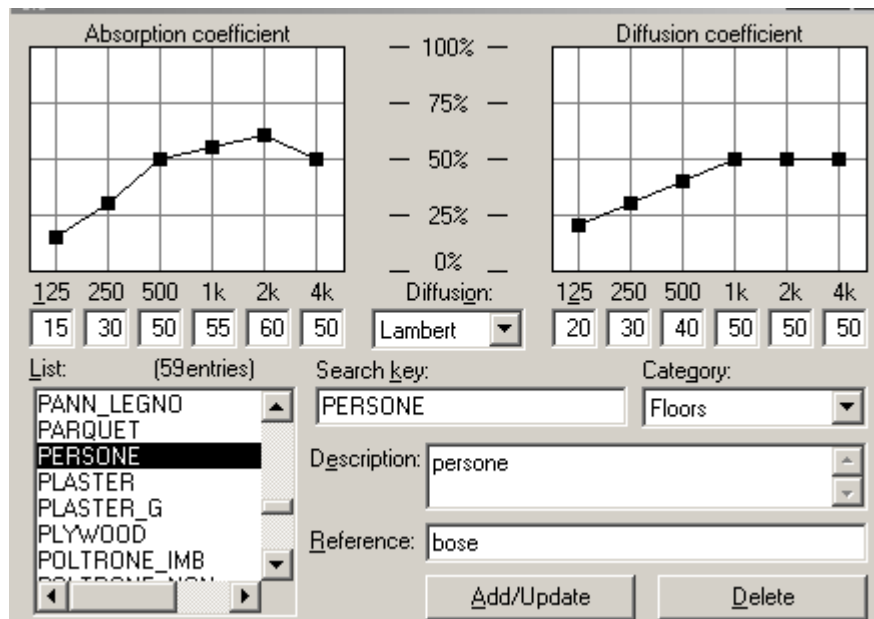 Absorption coefficient
100%
Diffusion coefficient
75%
50%
25%
0%
125 250 500 1k 2k 4k
Diffusion:
125 250 500 1k 2k 4k
15 30 50 55 60 50
Lambert
20 30 40 50 50 50
List: (59entries)
Search key:
Category:
PANN_LEGNO
PARQUET
PERSONE
PLASTER
PLASTER_G
PLYWOOD
POLTRONE_IMB
PERSONE
Floors
Description: persone
Reference: bose
Add/Update
Delete